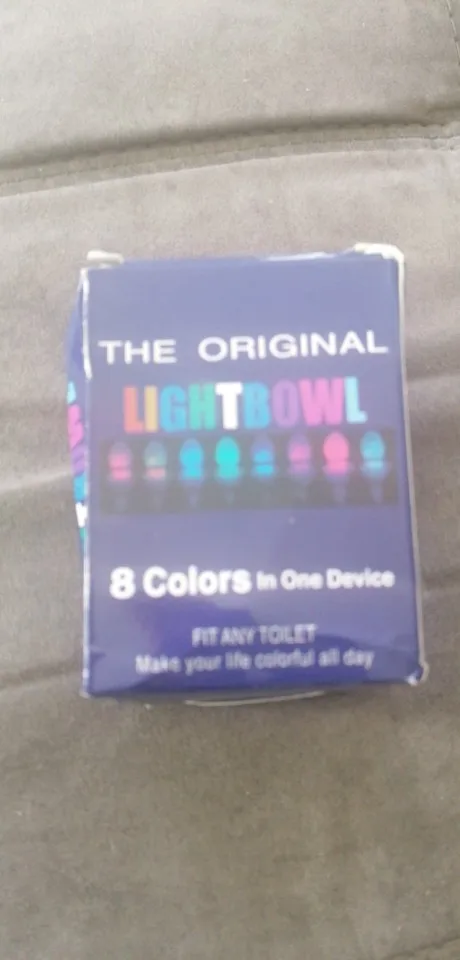 THE ORIGINAL
LIGHTBOWL
8 Colors In One Device
FIT ANY TOILET
Make your life colorful all day